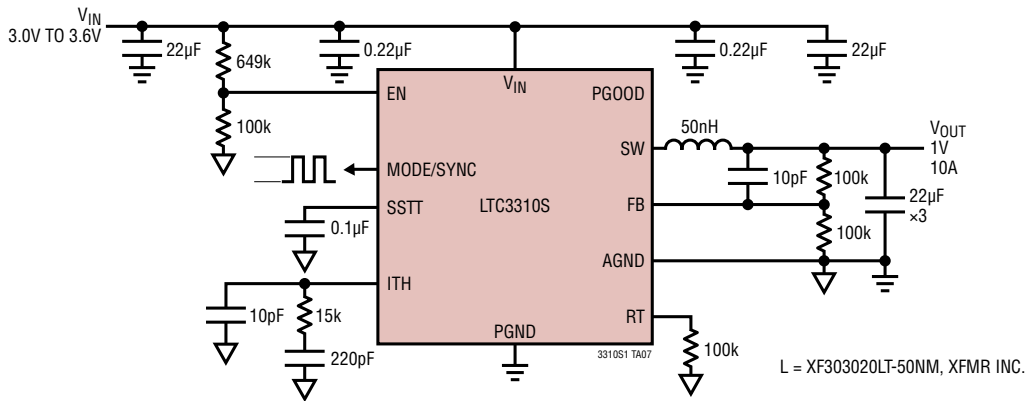 VIN
3.0V TO 3.6V
22µF
649k
0.22µF
0.22µF
22µF
100k
EN
VIN
PGOOD
MODE/SYNC
SW
50nH
VOUT
1V
10A
10pF
100k
22µF
×3
SSTT
LTC3310S
FB
0.1µF
100k
AGND
ITH
10pF
15k
220pF
PGND
RT
100k
3310S1 TA07
L = XF303020LT-50NM, XFMR INC.